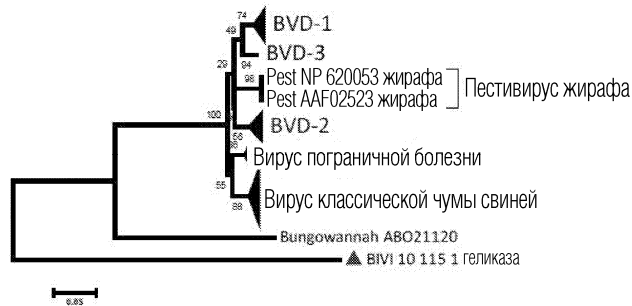 74
BVD-1
49
BVD-3
94
29
Pest NP 620053 жирафа
98
Pest AAF02523 жирафа
Пестивирус жирафа
100
BVD-2
56
Вирус пограничной болезни
55
Вирус классической чумы свиней
88
Bungowannah ABO21120
BIVI 10 115 1 геликаза
0.05